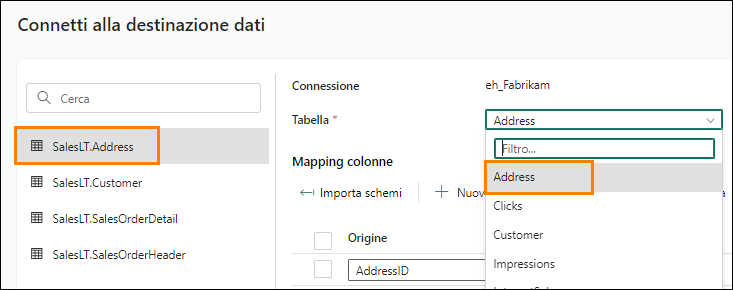 Connetti alla destinazione dati
Cerca
SalesLT.Address
SalesLT.Customer
SalesLT.SalesOrderDetail
SalesLT.SalesOrderHeader
Connessione eh_Fabrikam
Tabella * Address
Filtro...
Address
Clicks
Customer
Impressions
Mapping colonne
Importa schemi
Origine
AddressID